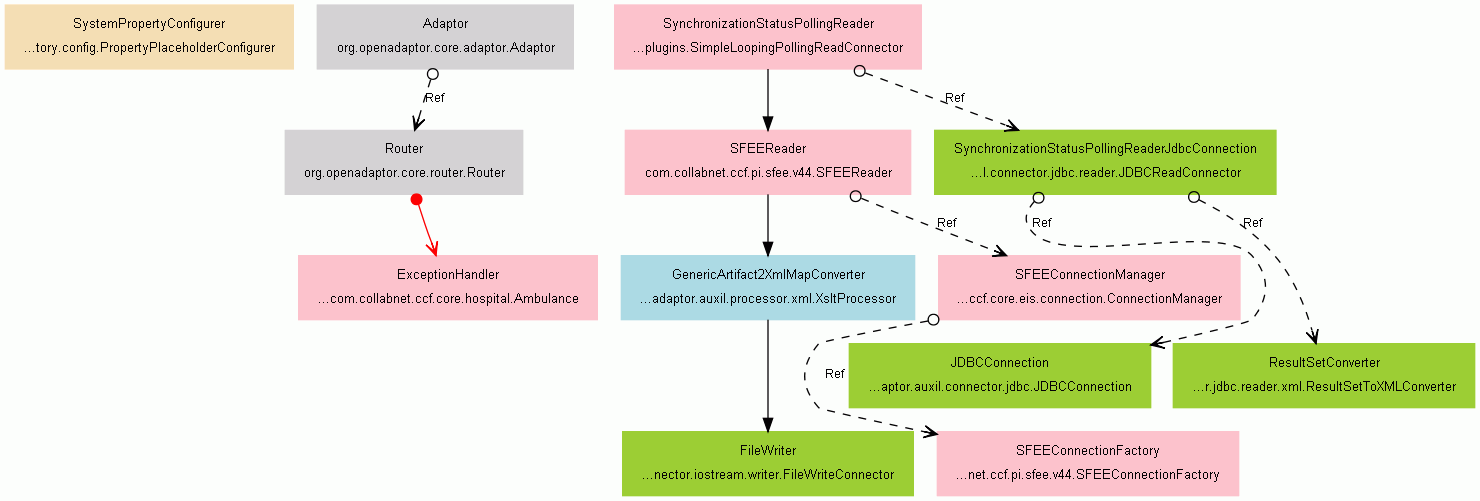 SystemPropertyConfigurer
...tory.config.PropertyPlaceholderConfigurer
Adaptor
org.openadaptor.core.adaptor.Adaptor
SynchronizationStatusPollingReader
...plugins.SimpleLoopingPollingReadConnector
Ref
Ref
Router
org.openadaptor.core.router.Router
SFEEReader
com.collabnet.ccf.pi.sfee.v44.SFEEReader
SynchronizationStatusPollingReaderJdbcConnection
...l.connector.jdbc.reader.JDBCReadConnector
Ref
Ref
Ref
ExceptionHandler
...com.collabnet.ccf.core.hospital.Ambulance
GenericArtifact2XmlMapConverter
...adaptor.auxil.processor.xml.XsltProcessor
SFEEConnectionManager
...ccf.core.eis.connection.ConnectionManager
Ref
JDBCConnection
...aptor.auxil.connector.jdbc.JDBCConnection
ResultSetConverter
...r.jdbc.reader.xml.ResultSetToXMLConverter
FileWriter
...nector.iostream.writer.FileWriteConnector
SFEEConnectionFactory
...net.ccf.pi.sfee.v44.SFEEConnectionFactory